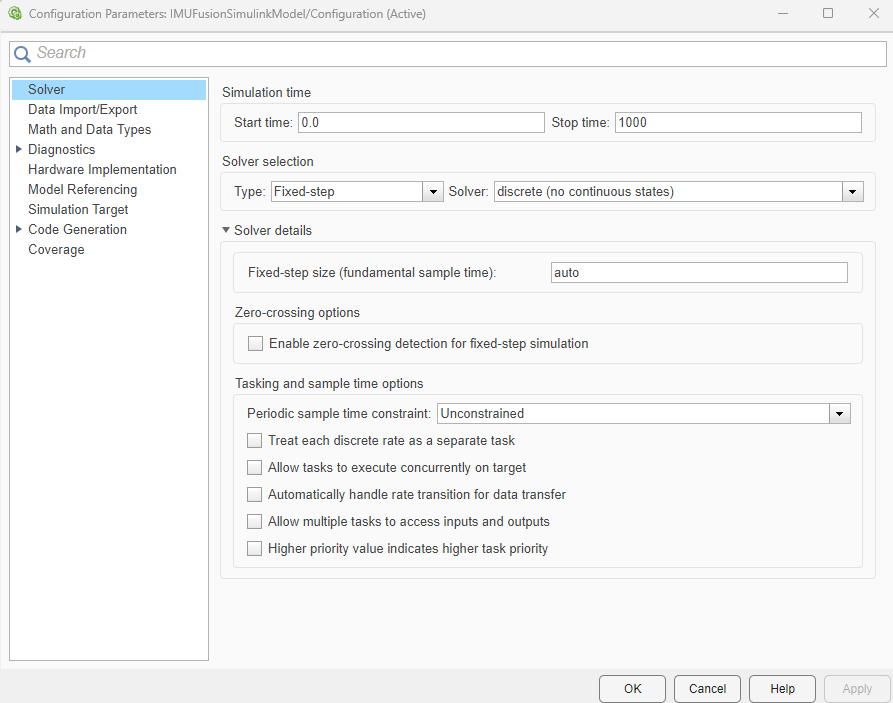 Configuration Parameters: IMUFusionSimulinkModel/Configuration (Active)
Search
Solver
Data Import/Export
Math and Data Types
Diagnostics
Hardware Implementation
Model Referencing
Simulation Target
Code Generation
Coverage
Simulation time
Start time: 0.0 Stop time: 1000
Solver selection
Type: Fixed-step Solver: discrete (no continuous states)
Solver details
Fixed-step size (fundamental sample time): auto
Zero-crossing options
Enable zero-crossing detection for fixed-step simulation
Tasking and sample time options
Periodic sample time constraint: Unconstrained
Treat each discrete rate as a separate task
Allow tasks to execute concurrently on target
Automatically handle rate transition for data transfer
Allow multiple tasks to access inputs and outputs
Higher priority value indicates higher task priority
OK Cancel Help Apply